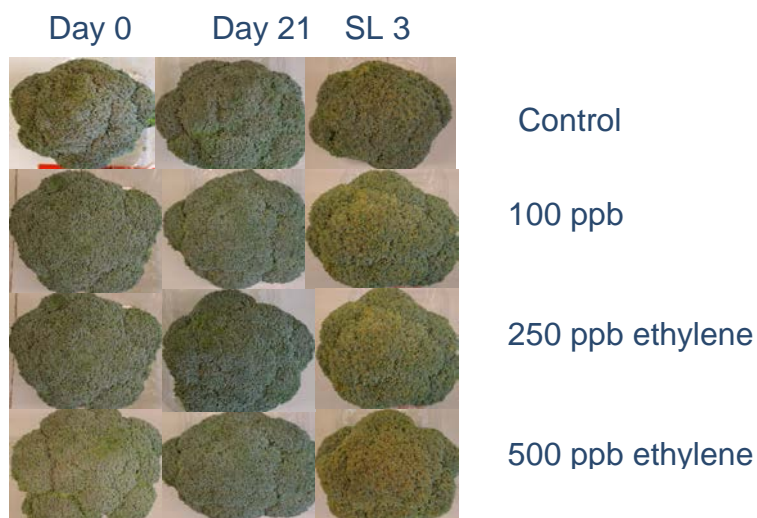 Day 0 Day 21 SL 3
Control
100 ppb
250 ppb ethylene
500 ppb ethylene